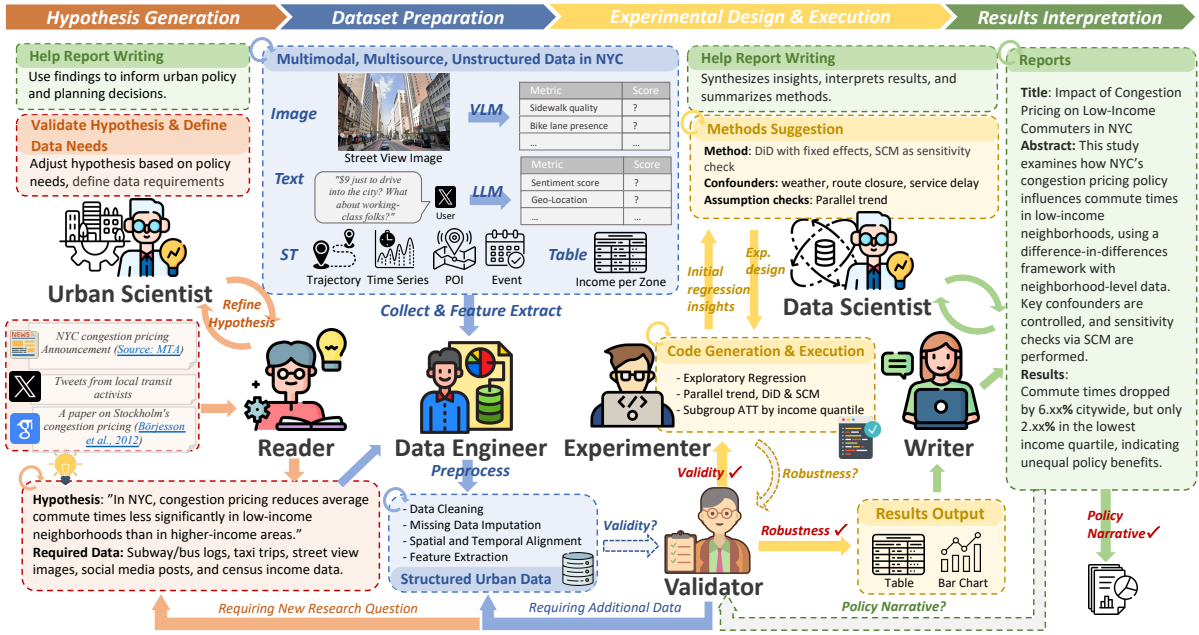 Hypothesis Generation
Dataset Preparation
Experimental Design & Execution
Results Interpretation
Help Report Writing
Use findings to inform urban policy
and planning decisions.
Validate Hypothesis & Define
Data Needs
Adjust hypothesis based on policy
needs, define data requirements
Urban Scientist
Refine
Hypothesis
NEWS
NYC congestion pricing
Announcement (Source: MTA)
Tweets from local transit
activists
A paper on Stockholm's
congestion pricing (Börjesson
et al., 2012)
Reader
Hypothesis: "In NYC, congestion pricing reduces average
commute times less significantly in low-income
neighborhoods than in higher-income areas."
Required Data: Subway/bus logs, taxi trips, street view
images, social media posts, and census income data.
Multimodal, Multisource, Unstructured Data in NYC
Image
Street View Image
VLM
Metric Score
Sidewalk quality ?
Bike lane presence ?
...
Text
"$9 just to drive
into the city? What
about working-
class folks?"
User
LLM
Metric Score
Sentiment score ?
Geo-Location ?
... ...
ST
Trajectory
Time Series
POI
Event
Table
Income per Zone
Collect & Feature Extract
Data Engineer
Preprocess
- Data Cleaning
- Missing Data Imputation
- Spatial and Temporal Alignment
- Feature Extraction
Structured Urban Data
Validity?
Help Report Writing
Synthesizes insights, interprets results, and
summarizes methods.
Methods Suggestion
Method: DiD with fixed effects, SCM as sensitivity
check
Confounders: weather, route closure, service delay
Assumption checks: Parallel trend
Initial
regression
insights
Exp.
design
Data Scientist
Code Generation & Execution
- Exploratory Regression
- Parallel trend, DiD & SCM
- Subgroup ATT by income quantile
Experimenter
Validity ✓
Robustness?
Validator
Robustness ✓
Results Output
Table
Bar Chart
Writer
Reports
Title: Impact of Congestion
Pricing on Low-Income
Commuters in NYC
Abstract: This study
examines how NYC's
congestion pricing policy
influences commute times
in low-income
neighborhoods, using a
difference-in-differences
framework with
neighborhood-level data.
Key confounders are
controlled, and sensitivity
checks via SCM are
performed.
Results:
Commute times dropped
by 6.xx% citywide, but only
2.xx% in the lowest
income quartile, indicating
unequal policy benefits.
Policy
Narrative ✓
Requiring New Research Question
Requiring Additional Data
Policy Narrative?